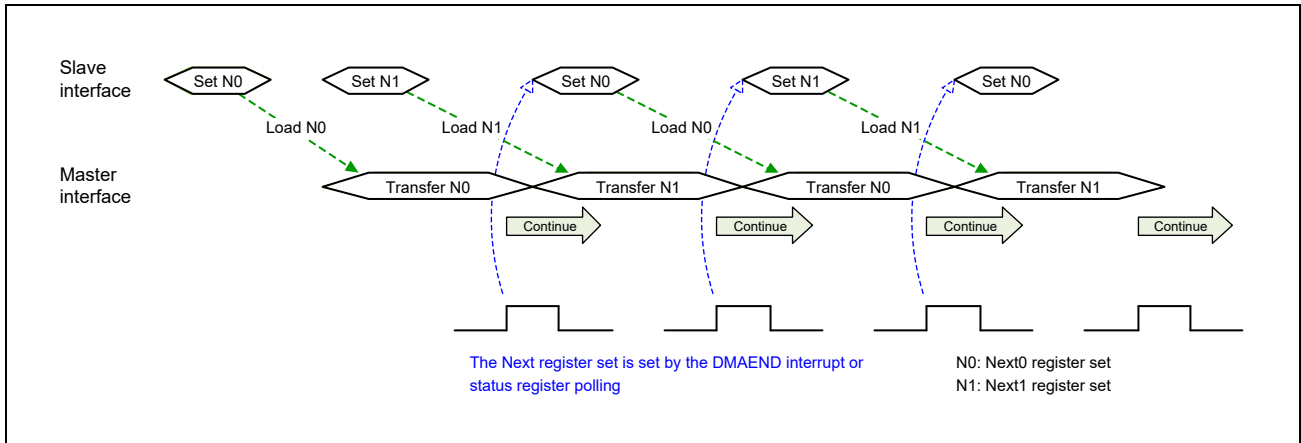 Slave
interface
Set N0
Set N1
Set N0
Set N1
Set N0
Load N0
Load N1
Load N0
Load N1
Master
interface
Transfer N0
Transfer N1
Transfer N0
Transfer N1
Continue
Continue
Continue
Continue
The Next register set is set by the DMAEND interrupt or
status register polling
N0: Next0 register set
N1: Next1 register set